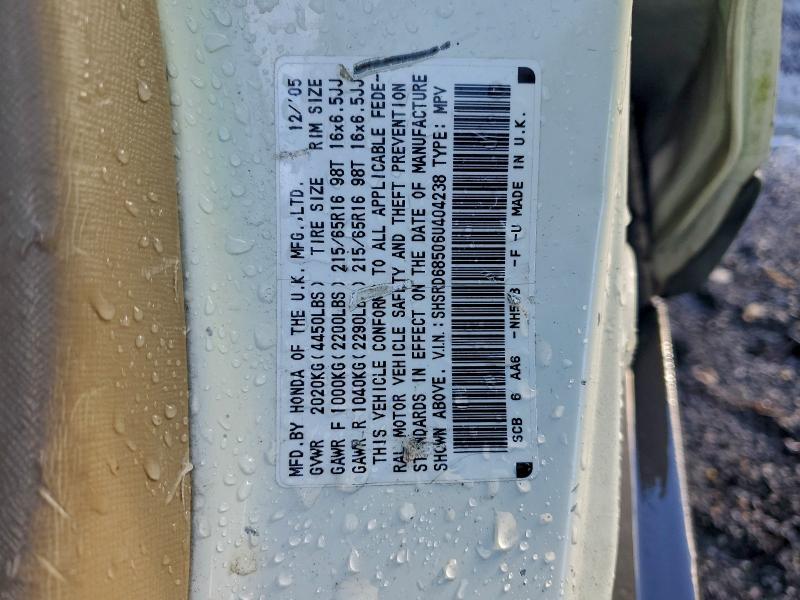 MFD.BY HONDA OF THE U.K. MFG.,LTD. 12/'05
GVWR 2020KG(4450LBS) TIRE SIZE RIM SIZE
GAWR F 1000KG(2200LBS) 215/65R16 98T 16x6.5JJ
GAWR R 1040KG(2290LBS) 215/65R16 98T 16x6.5JJ
THIS VEHICLE CONFORMS TO ALL APPLICABLE FEDE-
RAL MOTOR VEHICLE SAFETY AND THEFT PREVENTION
STANDARDS IN EFFECT ON THE DATE OF MANUFACTURE
SHOWN ABOVE. V.I.N.: SHSRD68506U404238 TYPE: MPV
SCB 6 AA6 -F -U MADE IN U.K.